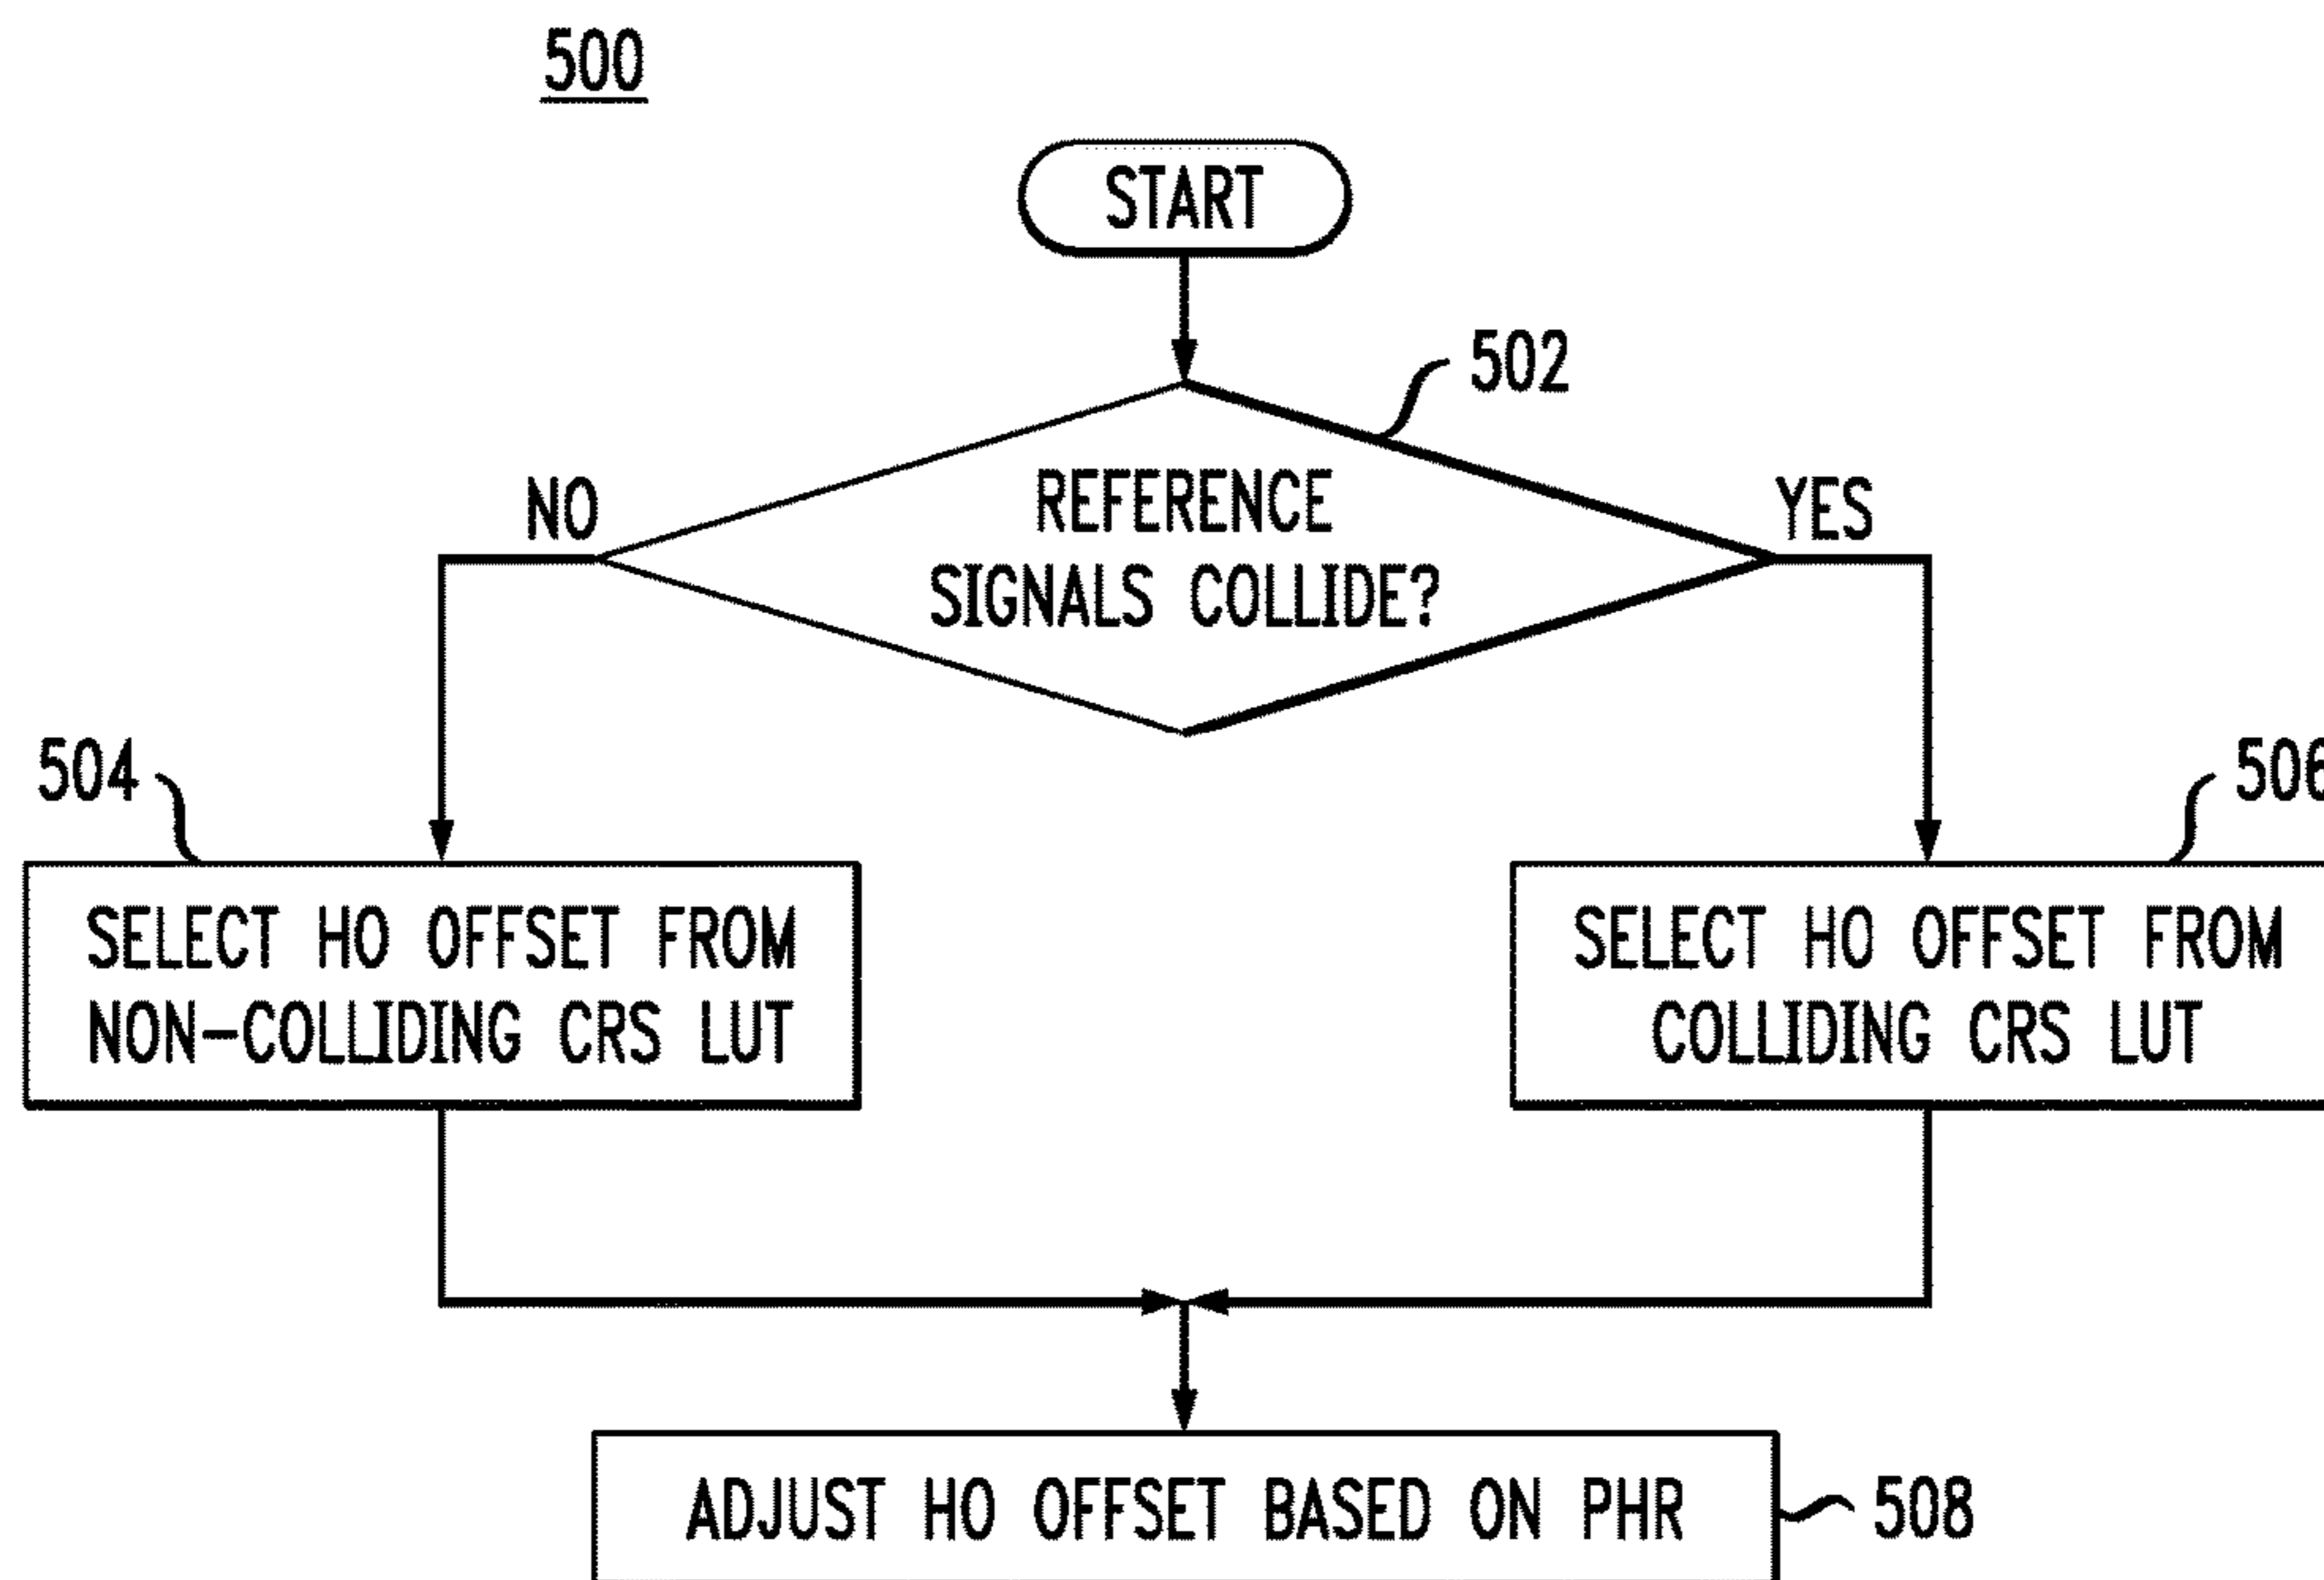 500
START
502
REFERENCE
SIGNALS COLLIDE?
NO
YES
504
506
SELECT HO OFFSET FROM
NON-COLLIDING CRS LUT
SELECT HO OFFSET FROM
COLLIDING CRS LUT
ADJUST HO OFFSET BASED ON PHR
508